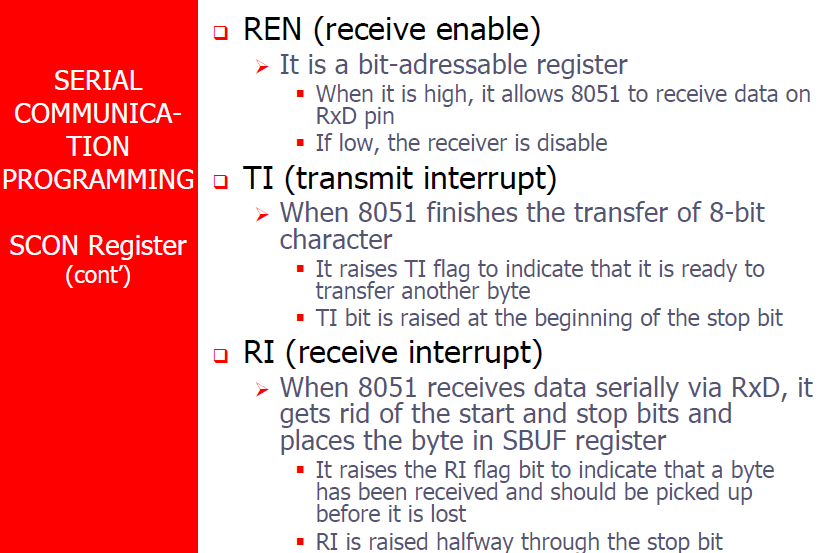 SERIAL
COMMUNICA-
TION
PROGRAMMING
SCON Register
(cont')
REN (receive enable)
It is a bit-adressable register
When it is high, it allows 8051 to receive data on
RxD pin
If low, the receiver is disable
TI (transmit interrupt)
When 8051 finishes the transfer of 8-bit
character
It raises TI flag to indicate that it is ready to
transfer another byte
TI bit is raised at the beginning of the stop bit
RI (receive interrupt)
When 8051 receives data serially via RxD, it
gets rid of the start and stop bits and
places the byte in SBUF register
It raises the RI flag bit to indicate that a byte
has been received and should be picked up
before it is lost
RI is raised halfway through the stop bit